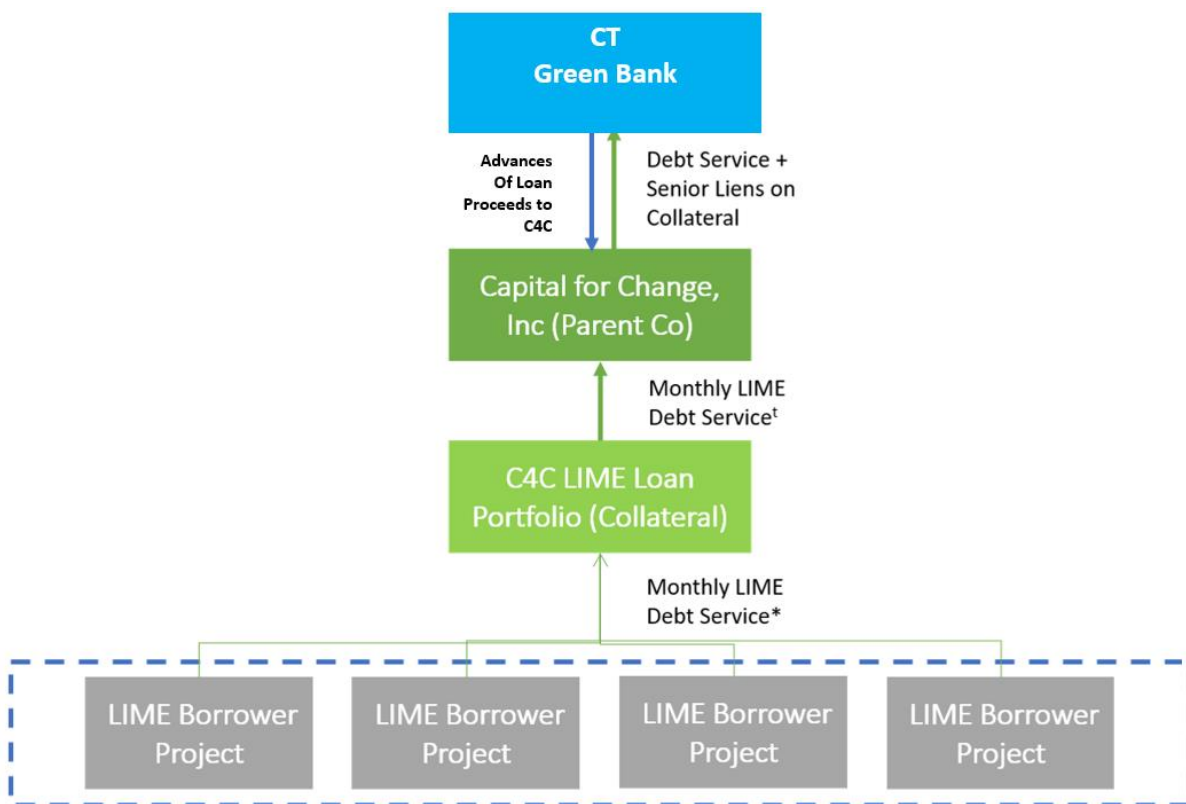 CT
Green Bank
Advances
Of Loan
Proceeds to
C4C
Debt Service +
Senior Liens on
Collateral
Capital for Change,
Inc (Parent Co)
Monthly LIME
Debt Serviceᵗ
C4C LIME Loan
Portfolio (Collateral)
Monthly LIME
Debt Service*
LIME Borrower
Project
LIME Borrower
Project
LIME Borrower
Project
LIME Borrower
Project